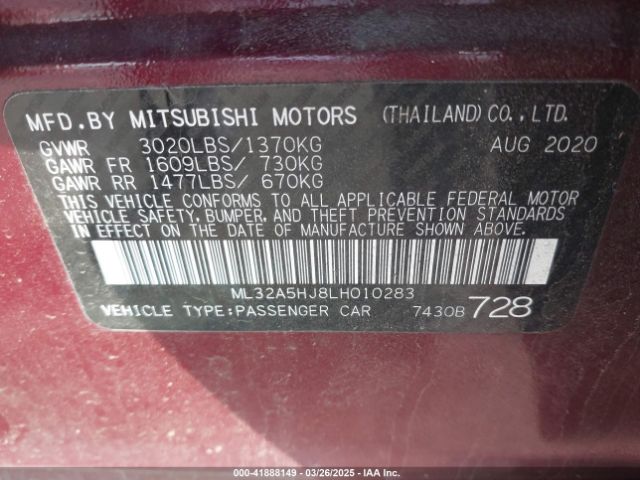 MFD.BY MITSUBISHI MOTORS (THAILAND) CO.,LTD.
GVWR 3020LBS/1370KG AUG 2020
GAWR FR 1609LBS/ 730KG
GAWR RR 1477LBS/ 670KG
THIS VEHICLE CONFORMS TO ALL APPLICABLE FEDERAL MOTOR
VEHICLE SAFETY, BUMPER, AND THEFT PREVENTION STANDARDS
IN EFFECT ON THE DATE OF MANUFACTURE SHOWN ABOVE.
ML32A5HJ8LH010283
VEHICLE TYPE:PASSENGER CAR 7430B 728
000-41888149 | 03/26/2025 | IAA Inc.